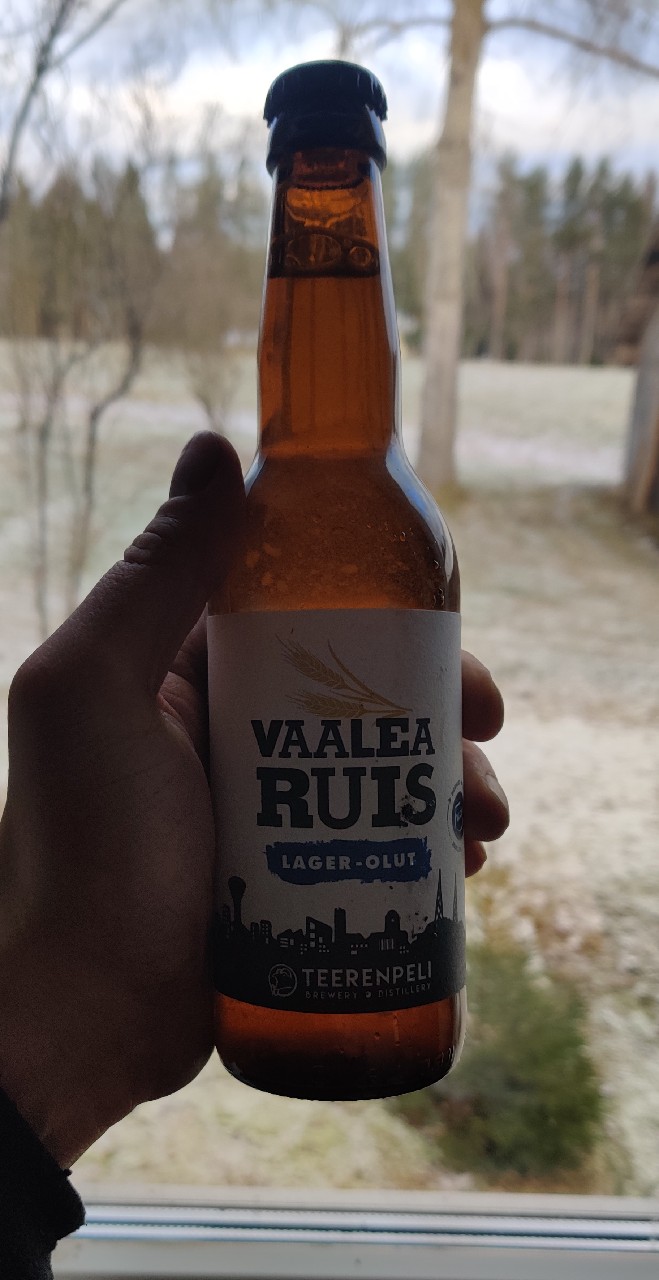 VAALEA
RUIS
LAGER-OLUT
TEERENPELI
BREWERY & DISTILLERY